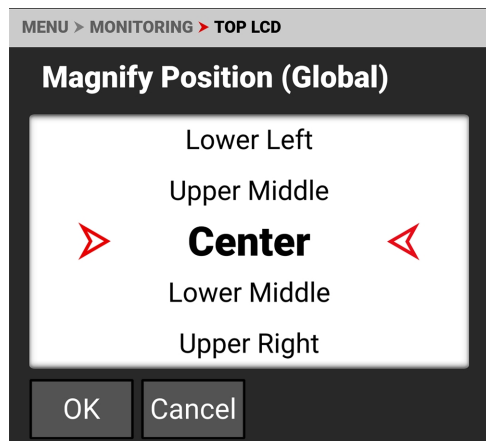 MENU > MONITORING > TOP LCD
Magnify Position (Global)
Lower Left
Upper Middle
Center
Lower Middle
Upper Right
OK Cancel